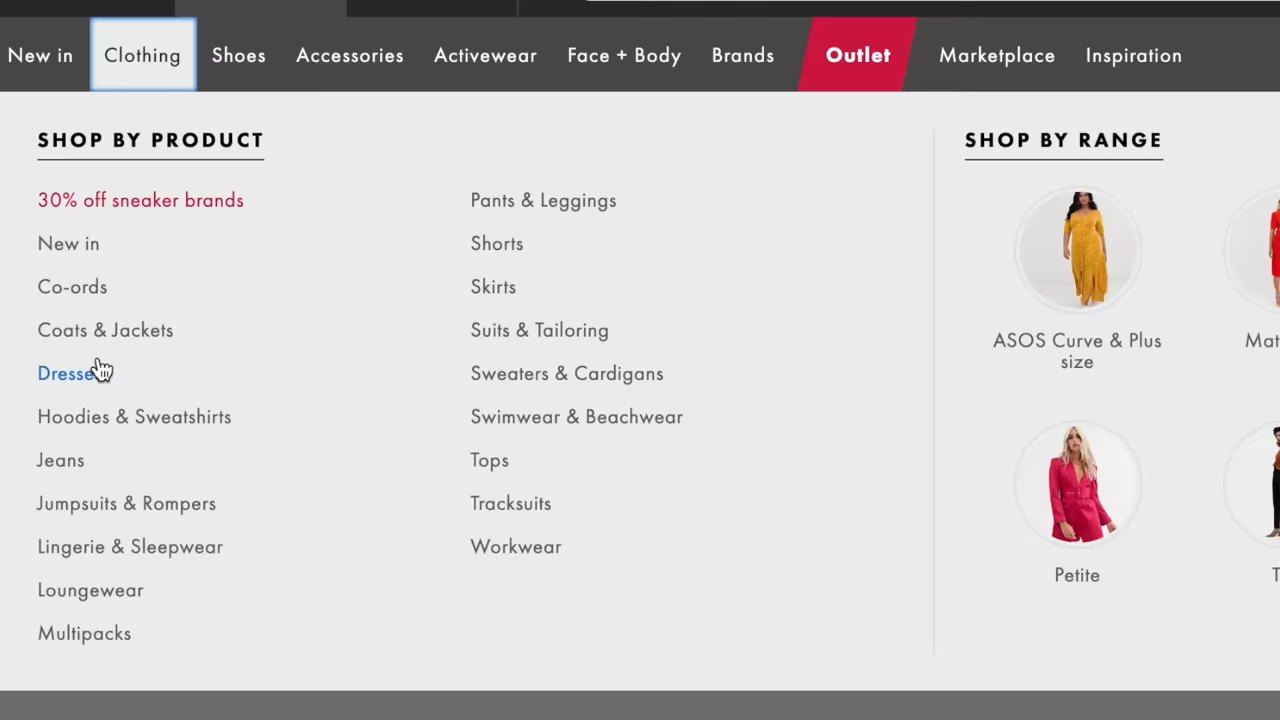 New in
Clothing
Shoes
Accessories
Activewear
Face + Body
Brands
Outlet
Marketplace
Inspiration
SHOP BY PRODUCT
30% off sneaker brands
New in
Co-ords
Coats & Jackets
Dresse
Hoodies & Sweatshirts
Jeans
Jumpsuits & Rompers
Lingerie & Sleepwear
Loungewear
Multipacks
Pants & Leggings
Shorts
Skirts
Suits & Tailoring
Sweaters & Cardigans
Swimwear & Beachwear
Tops
Tracksuits
Workwear
SHOP BY RANGE
ASOS Curve & Plus
size
Mat
Petite
T